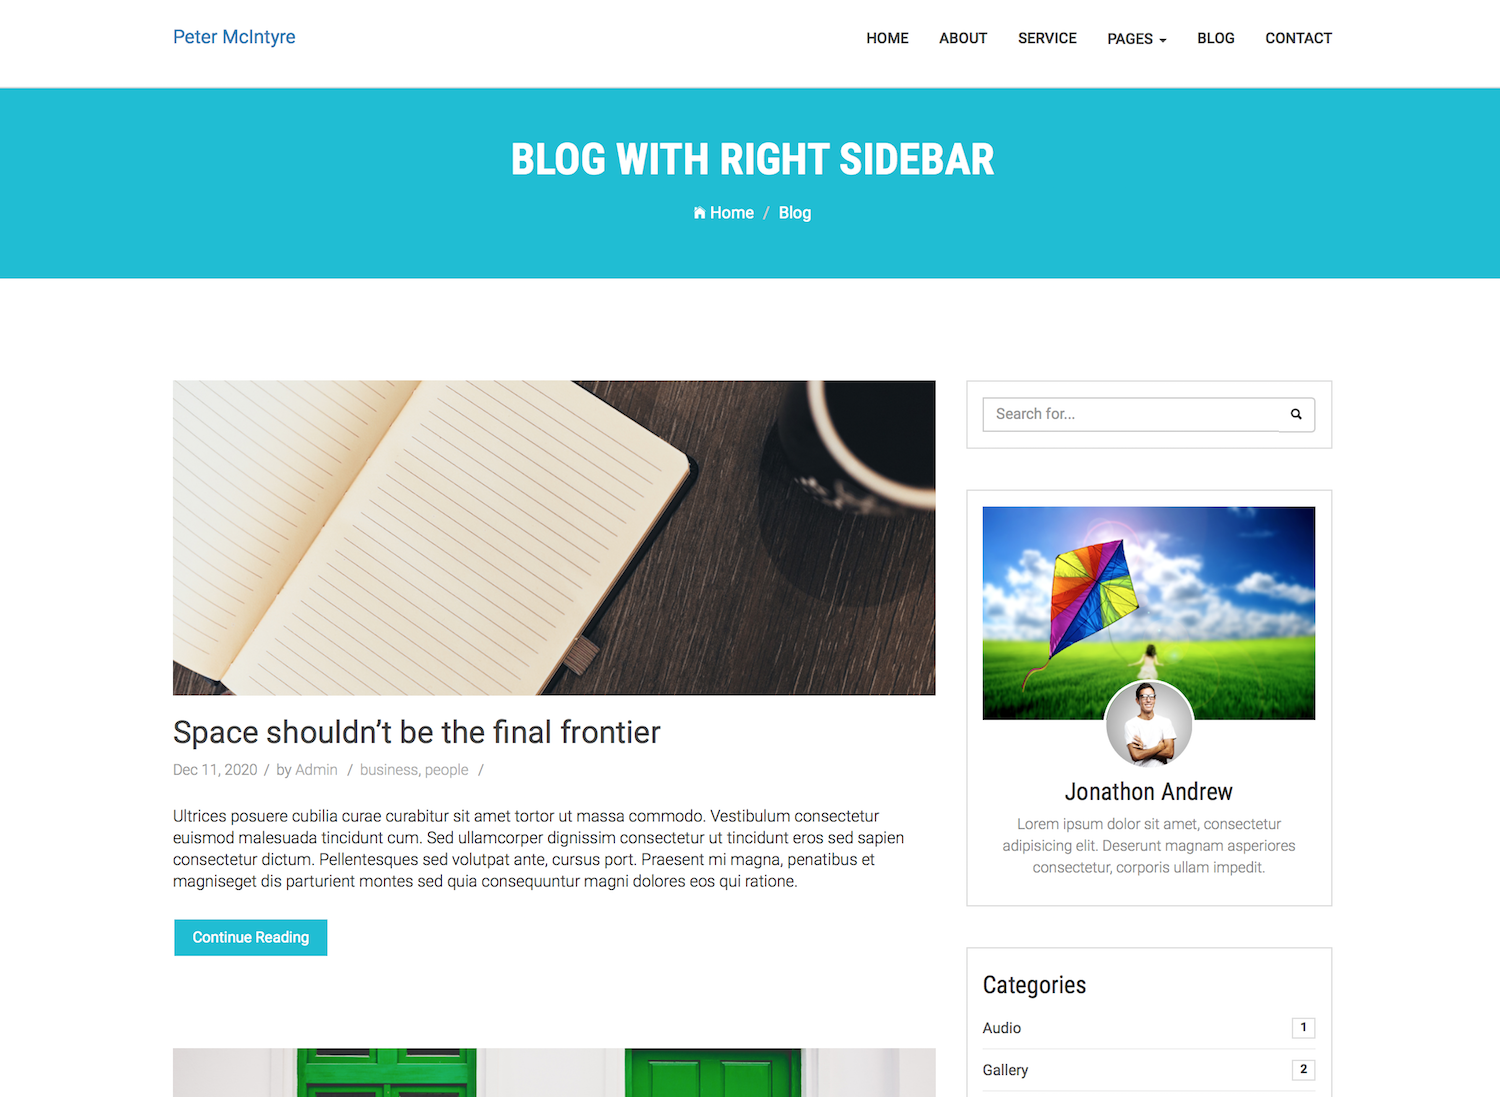 Peter McIntyre
HOME ABOUT SERVICE PAGES BLOG CONTACT
BLOG WITH RIGHT SIDEBAR
Home / Blog
Space shouldn’t be the final frontier
Dec 11, 2020 / by Admin / business, people /
Ultrices posuere cubilia curae curabitur sit amet tortor ut massa commodo. Vestibulum consectetur
euismod malesuada tincidunt cum. Sed ullamcorper dignissim consectetur ut tincidunt eros sed sapien
consectetur dictum. Pellentesques sed volutpat ante, cursus port. Praesent mi magna, penatibus et
magniseget dis parturient montes sed quia consequuntur magni dolores eos qui ratione.
Continue Reading
Search for...
Jonathon Andrew
Lorem ipsum dolor sit amet, consectetur
adipisicing elit. Deserunt magnam asperiores
consectetur, corporis ullam impedit.
Categories
Audio 1
Gallery 2